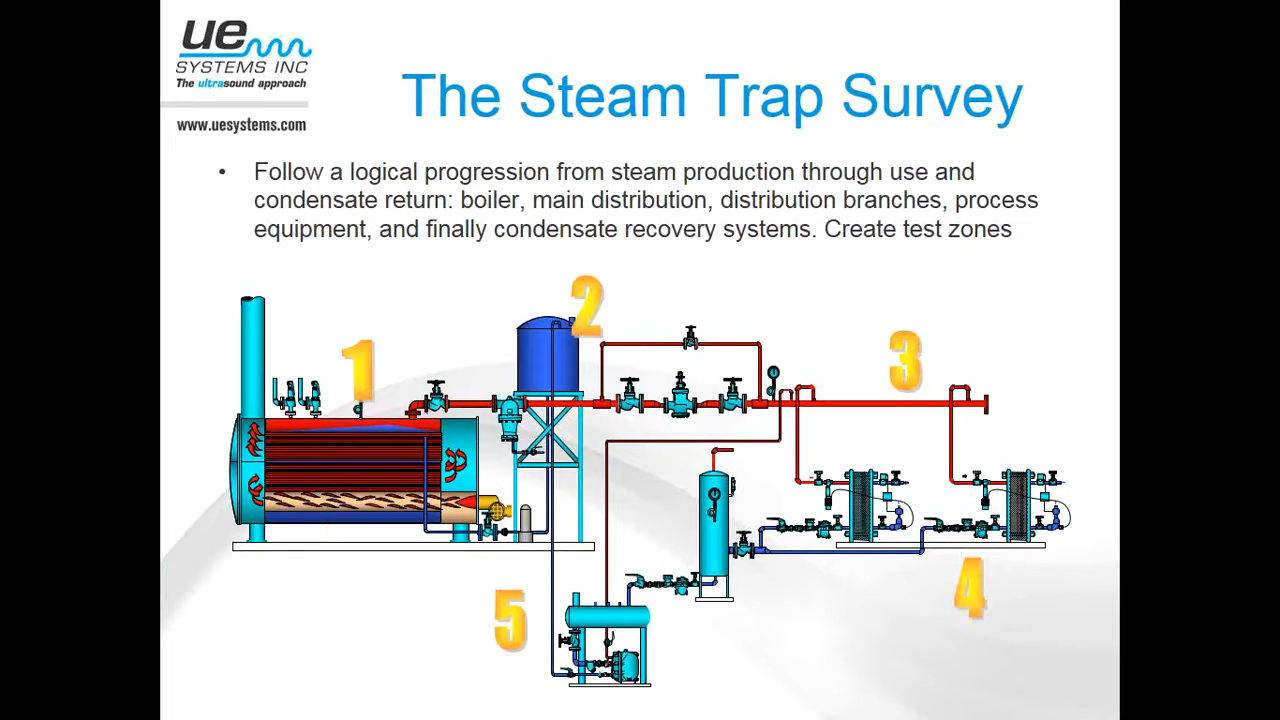 ue
SYSTEMS INC
The ultrasound approach
www.uesystems.com
The Steam Trap Survey
• Follow a logical progression from steam production through use and
condensate return: boiler, main distribution, distribution branches, process
equipment, and finally condensate recovery systems. Create test zones
1
2
3
4
5